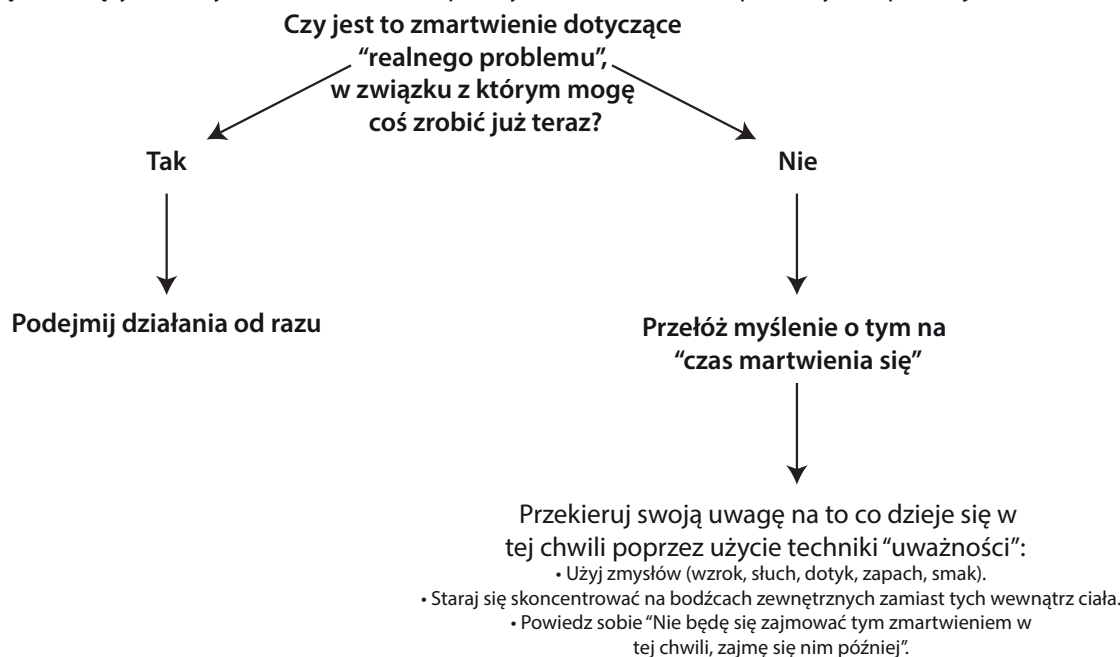 Czy jest to zmartwienie dotyczące
“realnego problemu”,
w związku z którym mogę
coś zrobić już teraz?
Tak
Nie
Podejmij działania od razu
Przełóż myślenie o tym na
“czas martwienia się”
Przekieruj swoją uwagę na to co dzieje się w
tej chwili poprzez użycie techniki “uważności”:
• Użyj zmysłów (wzrok, słuch, dotyk, zapach, smak).
• Staraj się skoncentrować na bodźcach zewnętrznych zamiast tych wewnątrz ciała.
• Powiedz sobie “Nie będę się zajmować tym zmartwieniem w
tej chwili, zajmę się nim później”.